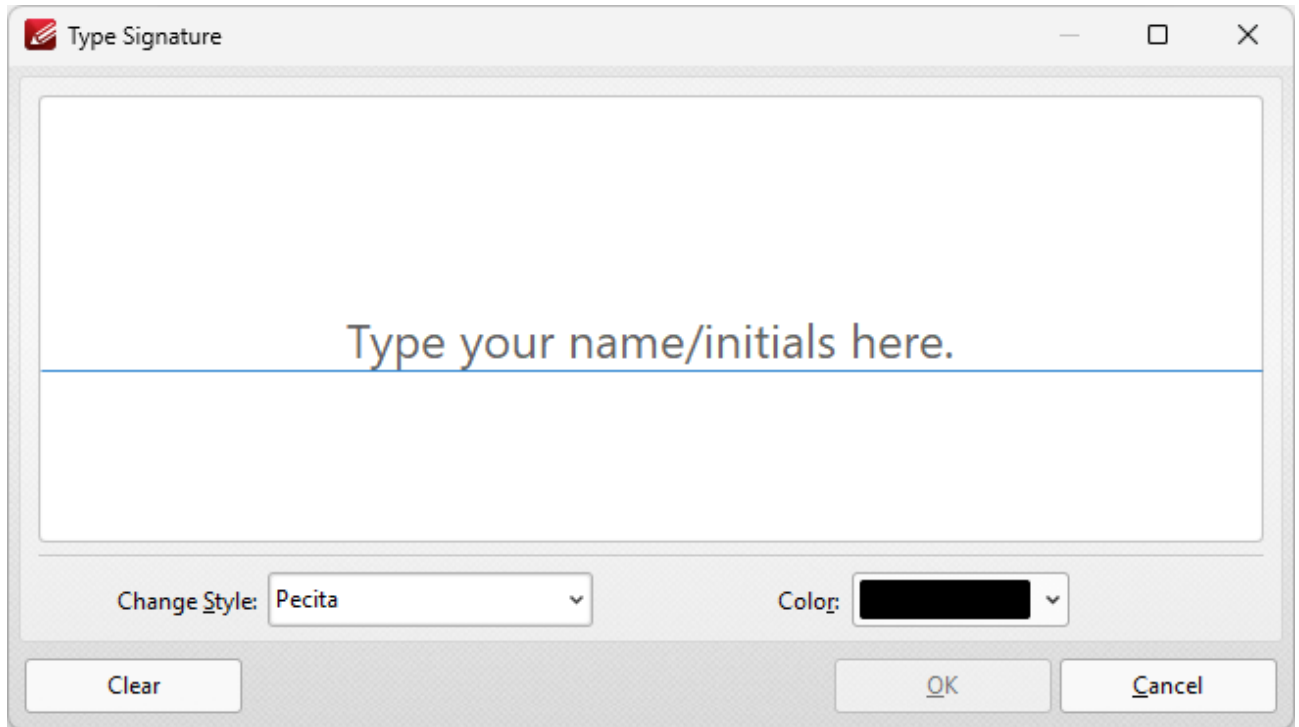 Type Signature
Type your name/initials here.
Change Style: Pecita Color:
Clear OK Cancel